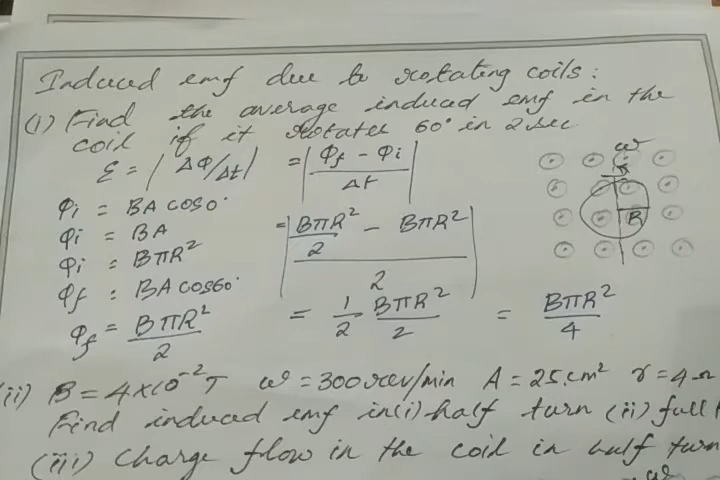 Induced emf due to rotating coils :
(i) Find the average induced emf in the
coil if it rotates 60° in 2 sec
ε = | ΔΦ/Δt | = | Φf - Φi / Δt |
Φi = BA cos0°
Φi = BA
Φi = BπR²
= | BπR²/2 - BπR² / 2 |
Φf : BA cos60°
Φf = BπR²/2
= 1/2 BπR²/2 = BπR²/4
ω
R
(ii) B = 4×10⁻² T ω = 300 rev/min A = 25 cm² r = 4 Ω
Find induced emf in (i) half turn (ii) full
(iii) Charge flow in the coil in half turn
ω